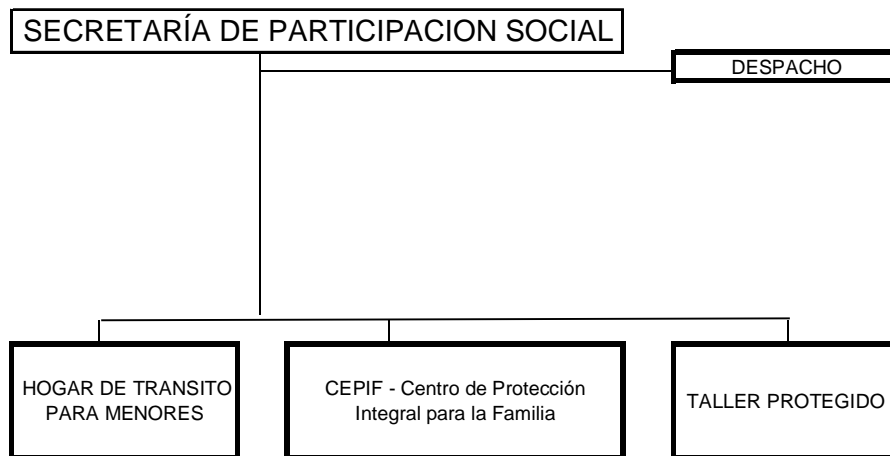 SECRETARÍA DE PARTICIPACION SOCIAL
DESPACHO
HOGAR DE TRANSITO
PARA MENORES
CEPIF - Centro de Protección
Integral para la Familia
TALLER PROTEGIDO